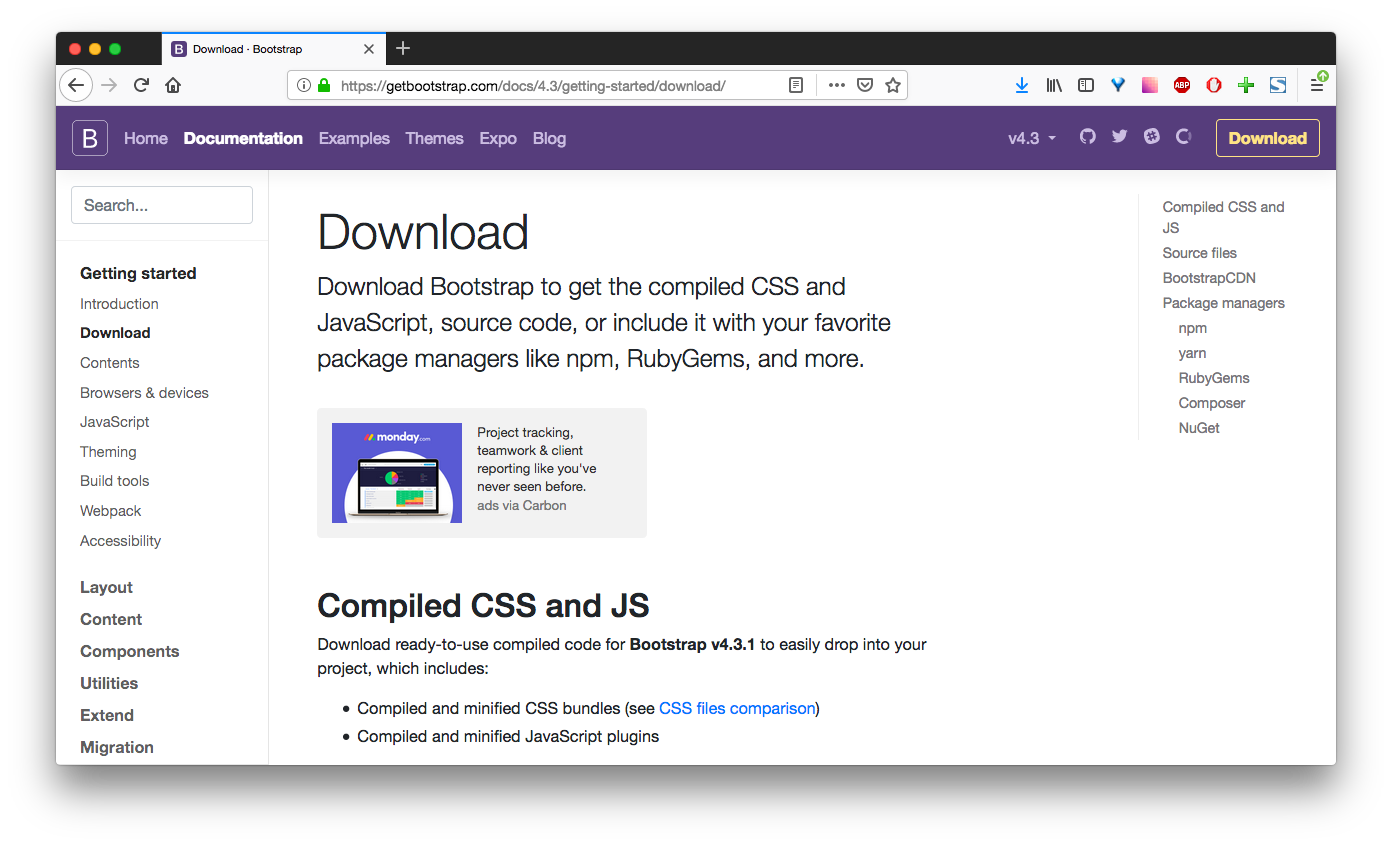 B Download · Bootstrap
https://getbootstrap.com/docs/4.3/getting-started/download/
ABP
B Home Documentation Examples Themes Expo Blog v4.3 Download
Search...
Getting started
Introduction
Download
Contents
Browsers & devices
JavaScript
Theming
Build tools
Webpack
Accessibility
Layout
Content
Components
Utilities
Extend
Migration
Download
Download Bootstrap to get the compiled CSS and
JavaScript, source code, or include it with your favorite
package managers like npm, RubyGems, and more.
monday.com
Project tracking,
teamwork & client
reporting like you've
never seen before.
ads via Carbon
Compiled CSS and JS
Download ready-to-use compiled code for Bootstrap v4.3.1 to easily drop into your
project, which includes:
• Compiled and minified CSS bundles (see CSS files comparison)
• Compiled and minified JavaScript plugins
Compiled CSS and
JS
Source files
BootstrapCDN
Package managers
npm
yarn
RubyGems
Composer
NuGet